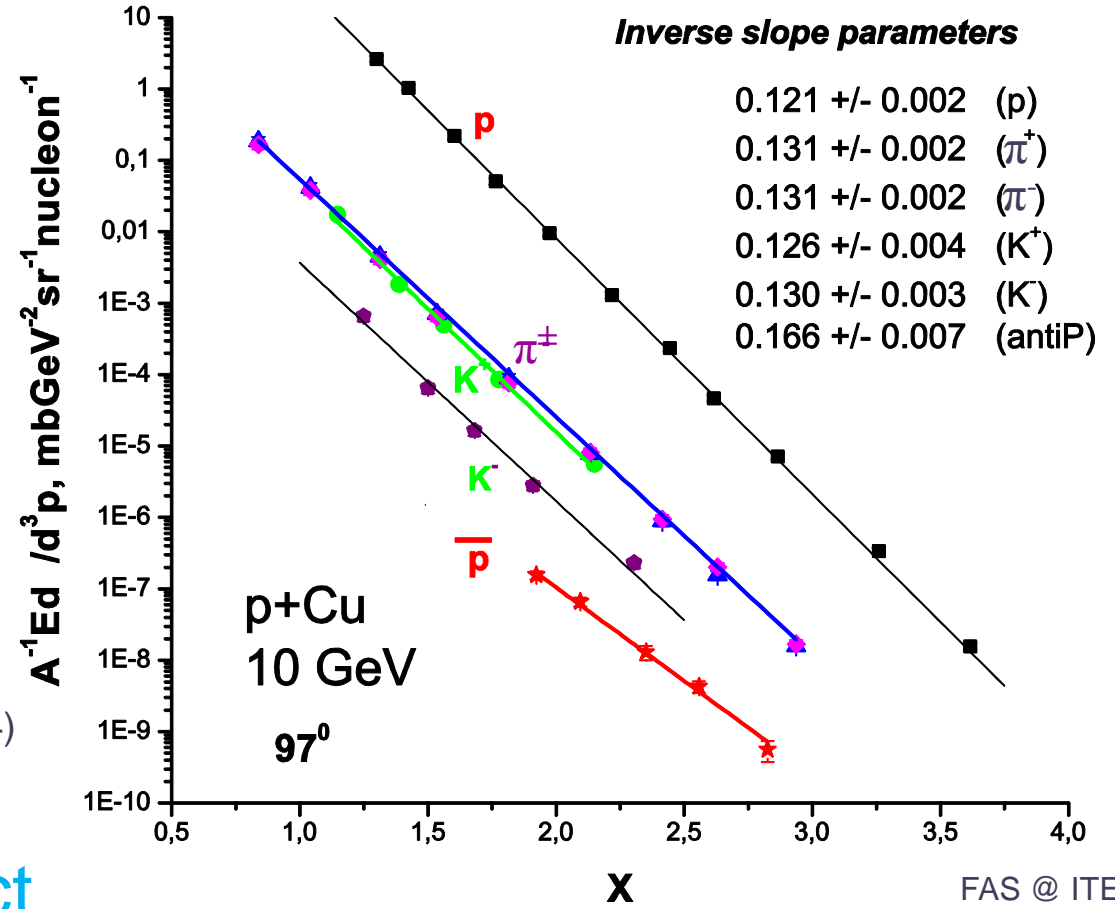 Inverse slope parameters
0.121 +/- 0.002 (p)
0.131 +/- 0.002 (π⁺)
0.131 +/- 0.002 (π⁻)
0.126 +/- 0.004 (K⁺)
0.130 +/- 0.003 (K⁻)
0.166 +/- 0.007 (antiP)
A⁻¹Ed /d³p, mbGeV⁻²sr⁻¹nucleon⁻¹
10
1
0,1
0,01
1E-3
1E-4
1E-5
1E-6
1E-7
1E-8
1E-9
1E-10
p
π±
K⁺
K⁻
p̅
p+Cu
10 GeV
97⁰
0,5 1,0 1,5 2,0 2,5 3,0 3,5 4,0
X
)
ct
FAS @ ITE